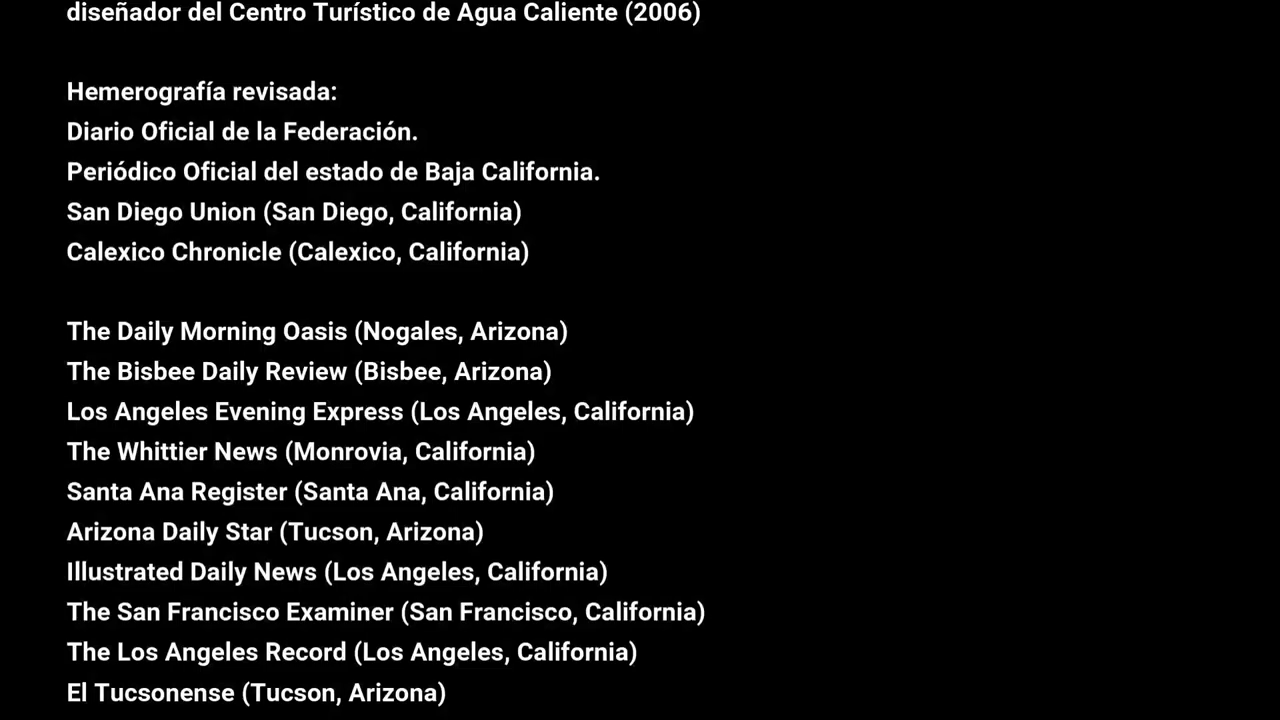 diseñador del Centro Turístico de Agua Caliente (2006)
Hemerografía revisada:
Diario Oficial de la Federación.
Periódico Oficial del estado de Baja California.
San Diego Union (San Diego, California)
Calexico Chronicle (Calexico, California)
The Daily Morning Oasis (Nogales, Arizona)
The Bisbee Daily Review (Bisbee, Arizona)
Los Angeles Evening Express (Los Angeles, California)
The Whittier News (Monrovia, California)
Santa Ana Register (Santa Ana, California)
Arizona Daily Star (Tucson, Arizona)
Illustrated Daily News (Los Angeles, California)
The San Francisco Examiner (San Francisco, California)
The Los Angeles Record (Los Angeles, California)
El Tucsonense (Tucson, Arizona)